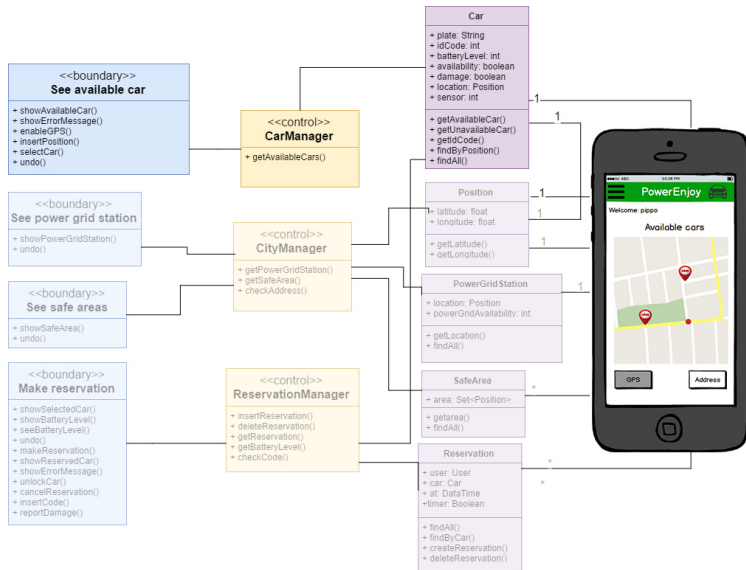 Car
+ plate: String
+ idCode: int
+ batteryLevel: int
+ availability: boolean
+ damage: boolean
+ location: Position
+ sensor: int
+ getAvailableCar()
+ getUnavailableCar()
+ getIdCode()
+ findByPosition()
+ findAll()
<<boundary>>
See available car
+ showAvailableCar()
+ showErrorMessage()
+ enableGPS()
+ insertPosition()
+ selectCar()
+ undo()
<<control>>
CarManager
+ getAvailableCars()
1
1
<<boundary>>
See power grid station
+ showPowerGridStation()
+ undo()
<<control>>
CityManager
+ getPowerGridStation()
+ getSafeArea()
+ checkAddress()
Position
+ latitude: float
+ longitude: float
+ getLatitude()
+ getLongitude()
1
1
1
<<boundary>>
See safe areas
+ showSafeArea()
+ undo()
PowerGridStation
+ location: Position
+ powerGridAvailability: int
+ getLocation()
+ findAll()
1
<<boundary>>
Make reservation
+ showSelectedCar()
+ showBatteryLevel()
+ seeBatteryLevel()
+ undo()
+ makeReservation()
+ showReservedCar()
+ showErrorMessage()
+ unlockCar()
+ cancelReservation()
+ insertCode()
+ reportDamage()
<<control>>
ReservationManager
+ insertReservation()
+ deleteReservation()
+ getReservation()
+ getBatteryLevel()
+ checkCode()
SafeArea
+ area: Set<Position>
+ getarea()
+ findAll()
*
Reservation
+ user: User
+ car: Car
+ at: DataTime
+timer: Boolean
+ findAll()
+ findByCar()
+ createReservation()
+ deleteReservation()
*
*
PowerEnjoy
Welcome: pippo
Available cars
GPS
Address